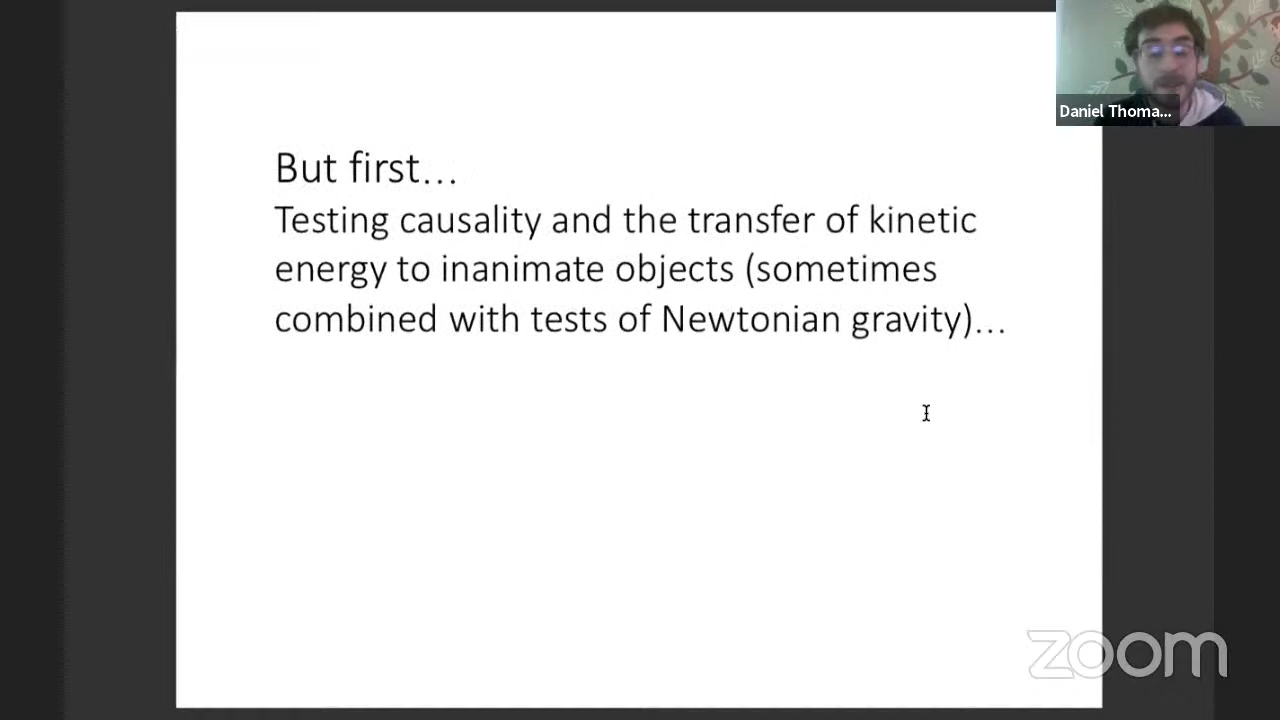 Daniel Thoma...
But first...
Testing causality and the transfer of kinetic
energy to inanimate objects (sometimes
combined with tests of Newtonian gravity)...
zoom